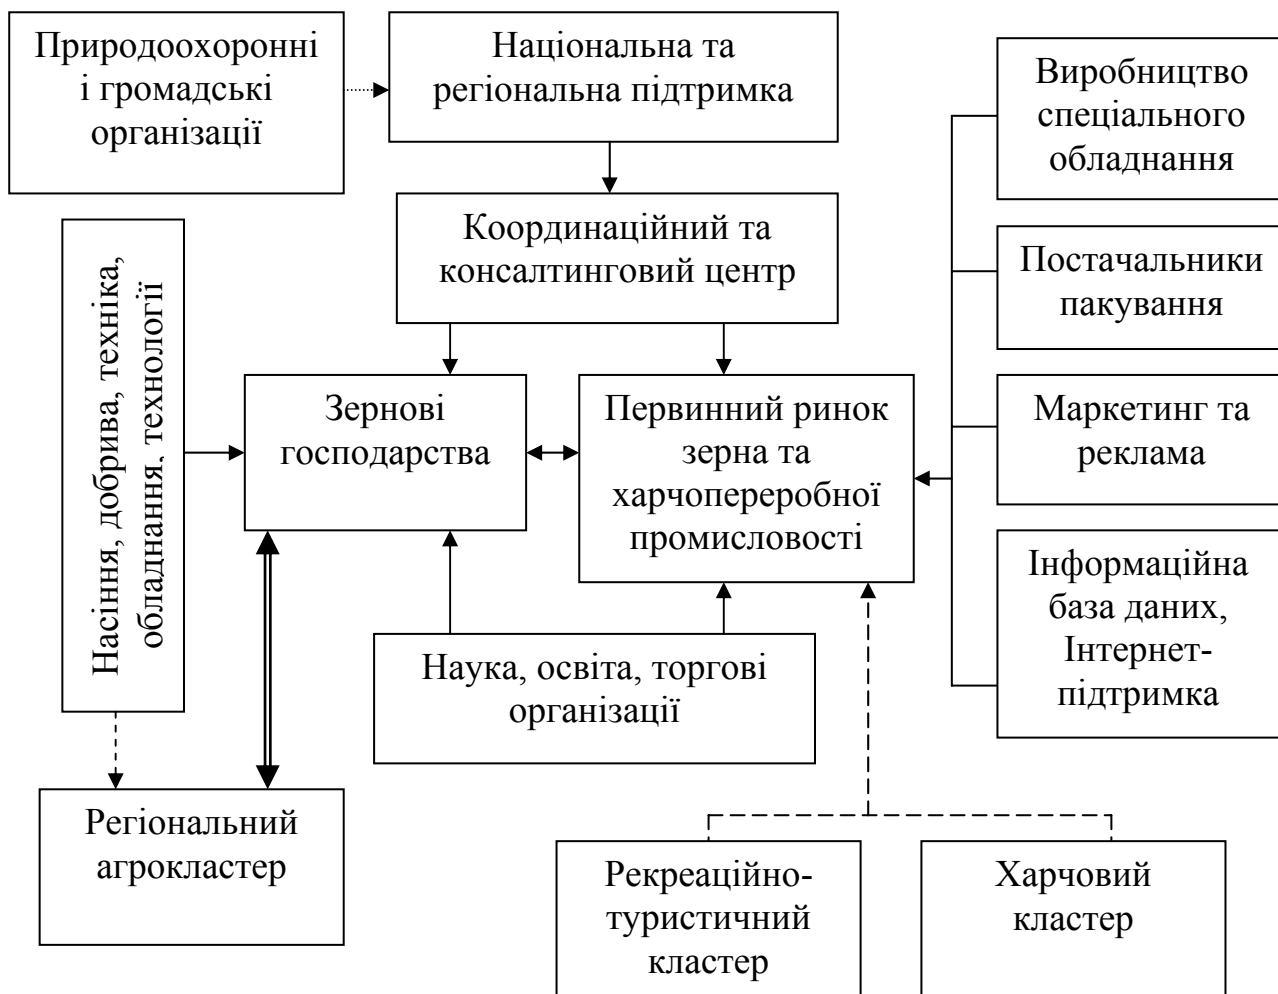 Природоохоронні
і громадські
організації
Національна та
регіональна підтримка
Виробництво
спеціального
обладнання
Координаційний та
консалтинговий центр
Постачальники
пакування
Насіння, добрива, техніка,
обладнання, технології
Зернові
господарства
Первинний ринок
зерна та
харчопереробної
промисловості
Маркетинг та
реклама
Інформаційна
база даних,
Інтернет-
підтримка
Наука, освіта, торгові
організації
Регіональний
агрокластер
Рекреаційно-
туристичний
кластер
Харчовий
кластер